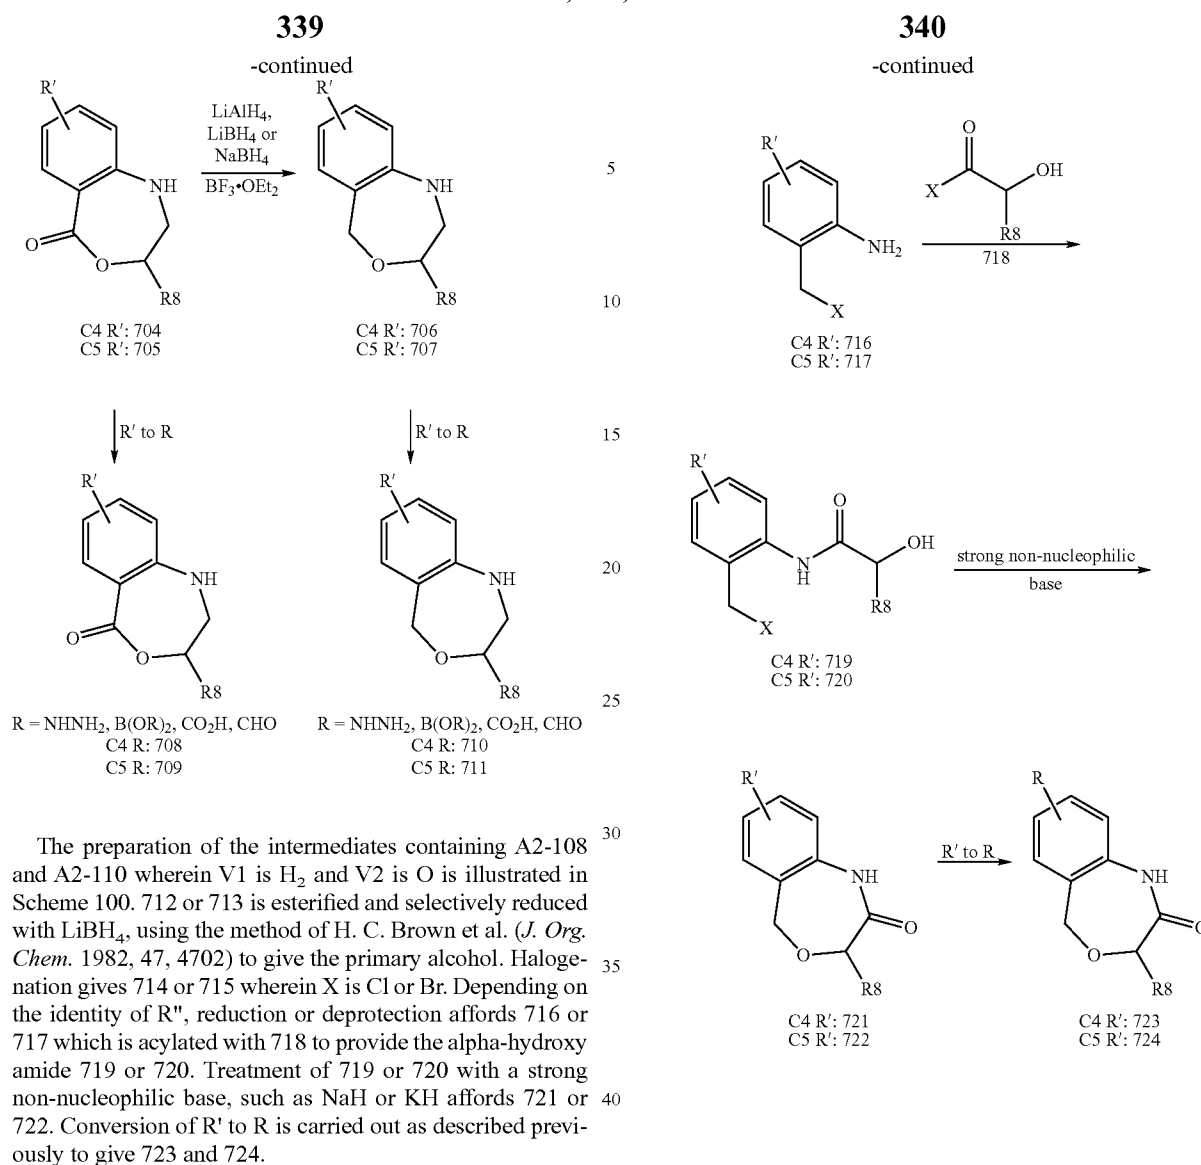 339
-continued
R'
LiAlH4,
LiBH4 or
NaBH4
BF3•OEt2
NH
O
O
R8
C4 R': 704
C5 R': 705
R'
NH
O
R8
C4 R': 706
C5 R': 707
R' to R
R' to R
R'
NH
O
O
R8
R = NHNH2, B(OR)2, CO2H, CHO
C4 R: 708
C5 R: 709
R'
NH
O
R8
R = NHNH2, B(OR)2, CO2H, CHO
C4 R: 710
C5 R: 711
The preparation of the intermediates containing A2-108
and A2-110 wherein V1 is H2 and V2 is O is illustrated in
Scheme 100. 712 or 713 is esterified and selectively reduced
with LiBH4, using the method of H. C. Brown et al. (J. Org.
Chem. 1982, 47, 4702) to give the primary alcohol. Haloge-
nation gives 714 or 715 wherein X is Cl or Br. Depending on
the identity of R", reduction or deprotection affords 716 or
717 which is acylated with 718 to provide the alpha-hydroxy
amide 719 or 720. Treatment of 719 or 720 with a strong
non-nucleophilic base, such as NaH or KH affords 721 or
722. Conversion of R' to R is carried out as described previ-
ously to give 723 and 724.
5
10
15
20
25
30
35
40
340
-continued
R'
NH2
X
C4 R': 716
C5 R': 717
O
X
OH
R8
718
R'
O
OH
N
H
R8
X
C4 R': 719
C5 R': 720
strong non-nucleophilic
base
R'
NH
O
O
R8
C4 R': 721
C5 R': 722
R' to R
R
NH
O
O
R8
C4 R': 723
C5 R': 724